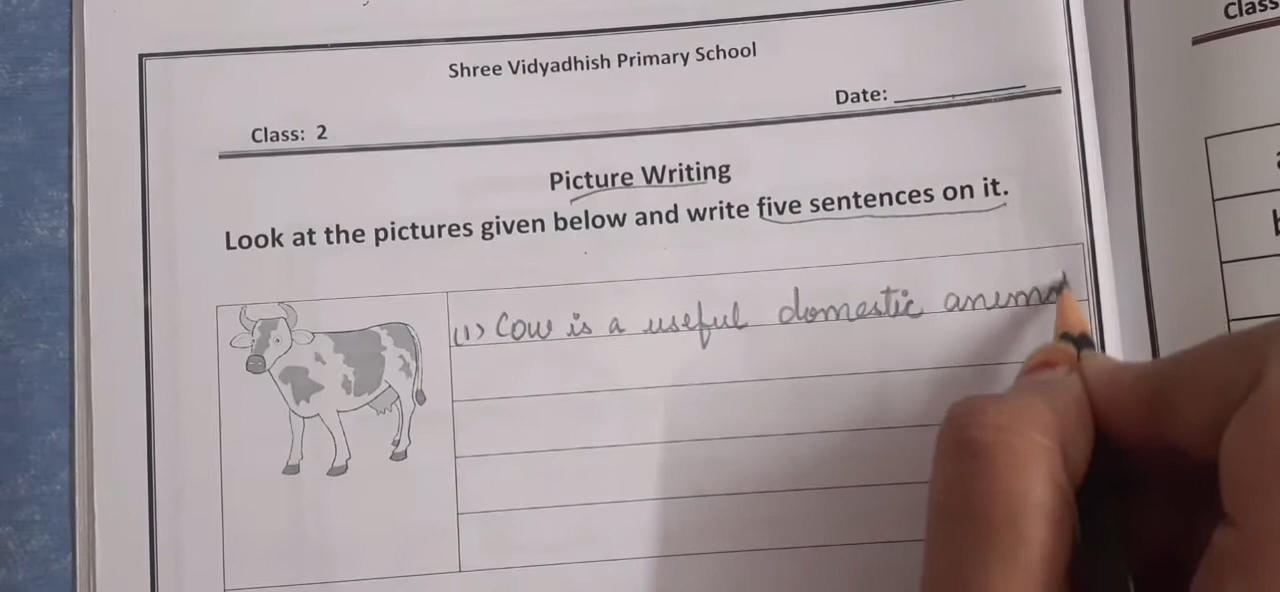 Class
Shree Vidyadhish Primary School
Date:
Class: 2
Picture Writing
Look at the pictures given below and write five sentences on it.
(1) Cow is a useful domestic